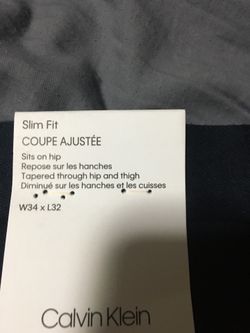 Slim Fit
COUPE AJUSTÉE
Sits on hip
Repose sur les hanches
Tapered through hip and thigh
Diminué sur les hanches et les cuisses
W34 x L32
Calvin Klein